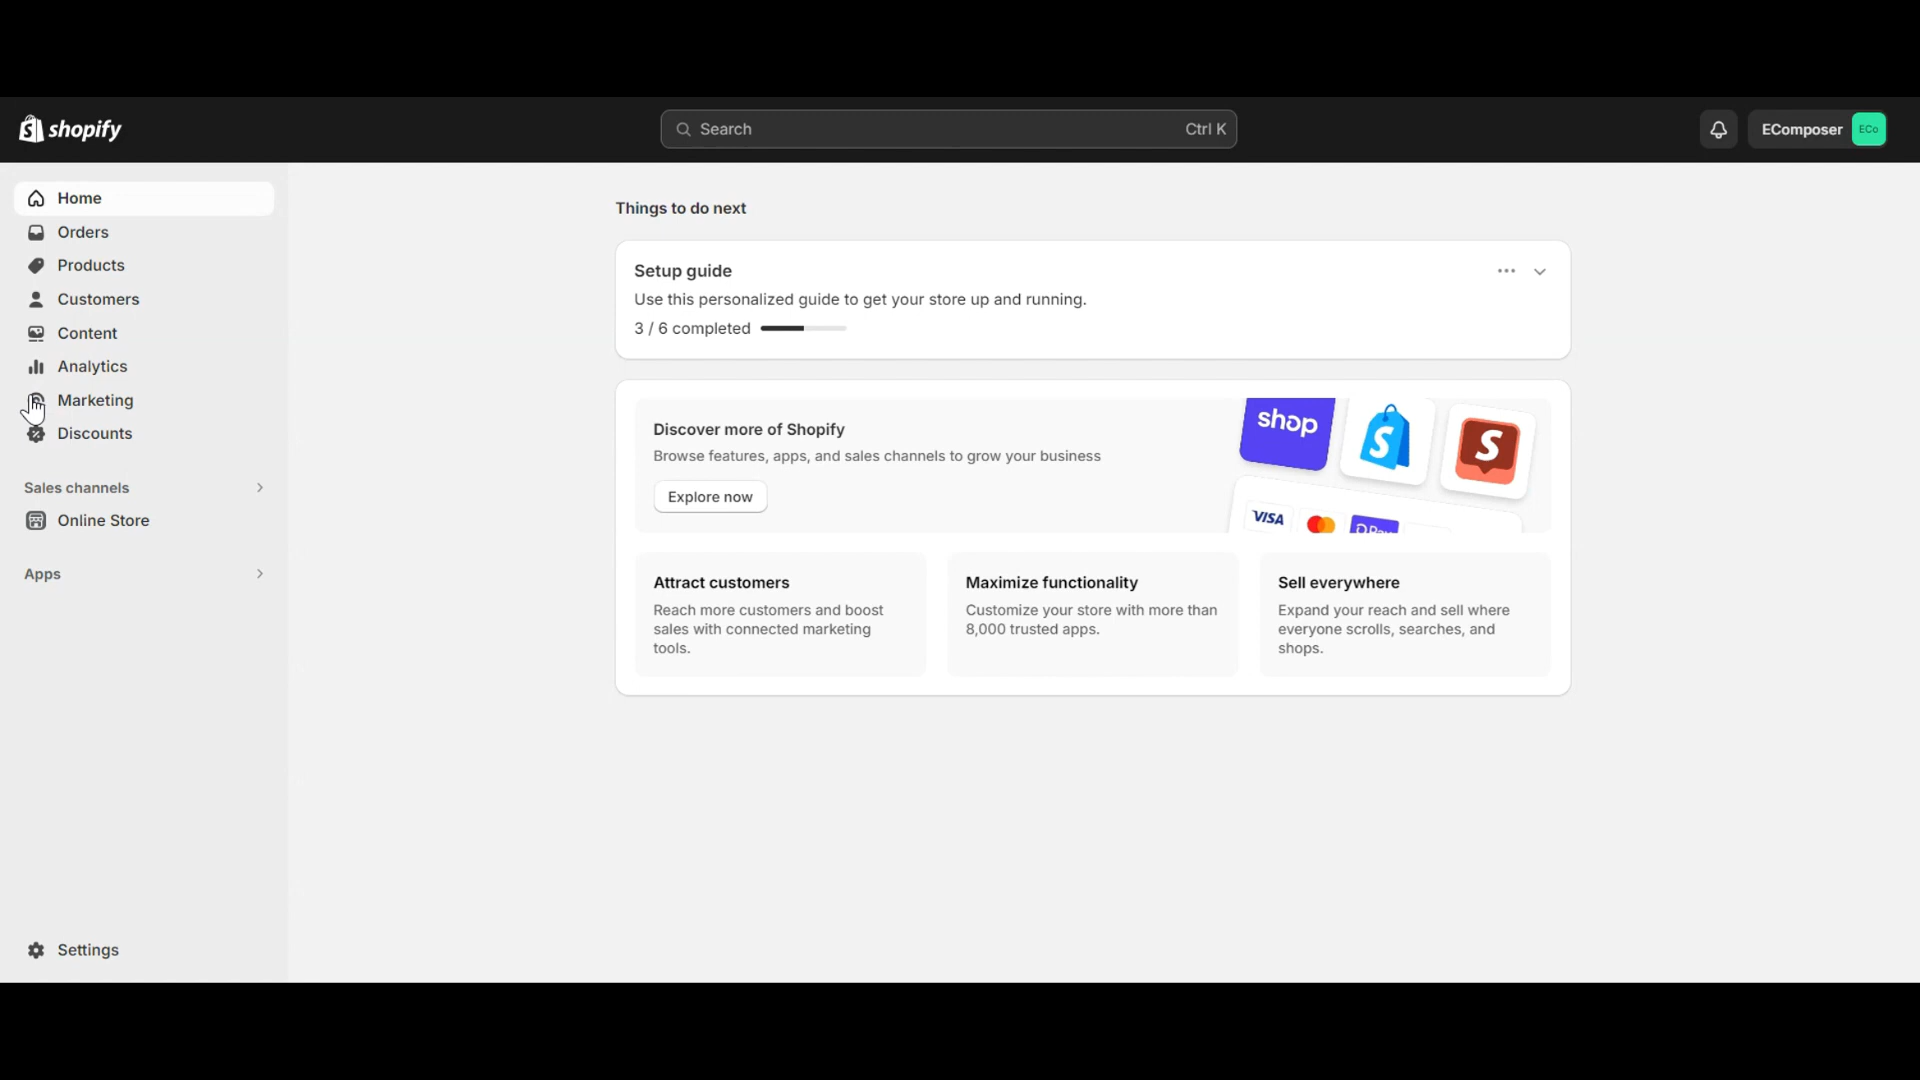 shopify
Search Ctrl K
EComposer ECo
Home
Orders
Products
Customers
Content
Analytics
Marketing
Discounts
Sales channels
Online Store
Apps
Settings
Things to do next
Setup guide
Use this personalized guide to get your store up and running.
3 / 6 completed
Discover more of Shopify
Browse features, apps, and sales channels to grow your business
Explore now
shop
VISA
Attract customers
Reach more customers and boost
sales with connected marketing
tools.
Maximize functionality
Customize your store with more than
8,000 trusted apps.
Sell everywhere
Expand your reach and sell where
everyone scrolls, searches, and
shops.